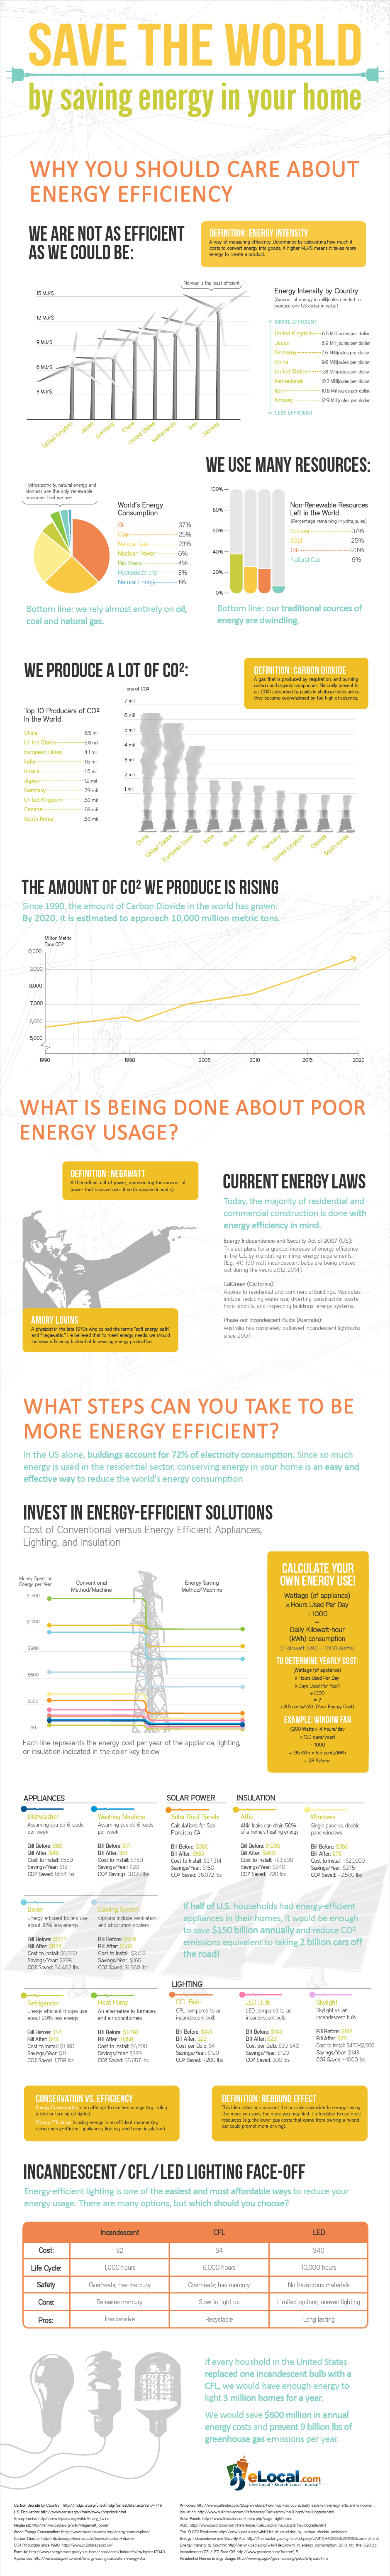 SAVE THE WORLD
by saving energy in your home
WHY YOU SHOULD CARE ABOUT
ENERGY EFFICIENCY
WE ARE NOT AS EFFICIENT
AS WE COULD BE:
DEFINITION: ENERGY INTENSITY
A way of measuring efficiency. Determined by calculating how much it
costs to convert energy into goods. A higher MJ/$ means it takes more
energy to create a product.
Norway is the least efficient
15 MJ/$
12 MJ/$
9 MJ/$
6 MJ/$
3 MJ/$
United Kingdom
Japan
Germany
China
United States
Netherlands
Iran
Norway
Energy Intensity by Country
(Amount of energy in millijoules needed to
produce one US dollar in value)
MORE EFFICIENT
United Kingdom 6.5 Millijoules per dollar
Japan 6.9 Millijoules per dollar
Germany 7.6 Millijoules per dollar
China 9.6 Millijoules per dollar
United States 9.8 Millijoules per dollar
Netherlands 10.2 Millijoules per dollar
Iran 10.8 Millijoules per dollar
Norway 12.9 Millijoules per dollar
LESS EFFICIENT
WE USE MANY RESOURCES:
Hydroelectricity, natural energy, and
biomass are the only renewable
resources that we use
World's Energy
Consumption
Oil 37%
Coal 25%
Natural Gas 23%
Nuclear Power 6%
Bio Mass 4%
Hydroelectricity 3%
Natural Energy 1%
Bottom line: we rely almost entirely on oil,
coal and natural gas.
100%
80%
60%
40%
20%
0%
Non-Renewable Resources
Left in the World
(Percentage remaining in yottajoules)
Nuclear 37%
Coal 25%
Oil 23%
Natural Gas 6%
Bottom line: our traditional sources of
energy are dwindling.
WE PRODUCE A LOT OF CO²:
DEFINITION: CARBON DIOXIDE
A gas that is produced by respiration, and burning
carbon and organic compounds. Naturally present in
air, CO² is absorbed by plants in photosynthesis unless
they become overwhelmed by too high of volumes.
Top 10 Producers of CO²
In the World
China 6.5 mil
United States 5.8 mil
European Union 4.1 mil
India 1.6 mil
Russia 1.5 mil
Japan 1.2 mil
Germany .79 mil
United Kingdom .53 mil
Canada .56 mil
South Korea .50 mil
Tons of CO²
7 mil
6 mil
5 mil
4 mil
3 mil
2 mil
1 mil
China
United States
European Union
India
Russia
Japan
Germany
United Kingdom
Canada
South Korea
THE AMOUNT OF CO² WE PRODUCE IS RISING
Since 1990, the amount of Carbon Dioxide in the world has grown.
By 2020, it is estimated to approach 10,000 million metric tons.
Million Metric
Tons CO²
10,000
9,000
8,000
7,000
6,000
5,000
1990
1998
2005
2010
2015
2020
WHAT IS BEING DONE ABOUT POOR
ENERGY USAGE?
DEFINITION: NEGAWATT
A theoretical unit of power, representing the amount of
power that is saved over time (measured in watts).
AMORY LOVINS
A physicist in the late 1970s who coined the terms "soft energy path"
and "negawatts." He believed that to meet energy needs, we should
increase efficiency, instead of increasing energy production.
CURRENT ENERGY LAWS
Today, the majority of residential and
commercial construction is done with
energy efficiency in mind.
Energy Independence and Security Act of 2007 (U.S.):
This act plans for a gradual increase of energy efficiency
in the U.S. by mandating minimal energy requirements.
(E.g., 40-150 watt incandescent bulbs are being phased
out during the years 2012-2014.)
CalGreen (California):
Applies to residential and commercial buildings. Mandates
include: reducing water use, diverting construction waste
from landfills, and inspecting buildings' energy systems.
Phase-out Incandescent Bulbs (Australia):
Australia has completely outlawed incandescent lightbulbs
since 2007.
WHAT STEPS CAN YOU TAKE TO BE
MORE ENERGY EFFICIENT?
In the US alone, buildings account for 72% of electricity consumption. Since so much
energy is used in the residential sector, conserving energy in your home is an easy and
effective way to reduce the world's energy consumption
INVEST IN ENERGY-EFFICIENT SOLUTIONS
Cost of Conventional versus Energy Efficient Appliances,
Lighting, and Insulation
Money Spent on
Energy per Year
Conventional
Method/Machine
Energy Saving
Method/Machine
$1500
$1200
$900
$600
$300
$0
Each line represents the energy cost per year of the appliance, lighting,
or insulation indicated in the color key below
CALCULATE YOUR
OWN ENERGY USE!
Wattage (of appliance)
x Hours Used Per Day
÷ 1000
=
Daily Kilowatt-hour
(kWh) consumption
(1 kilowatt (kW) = 1000 Watts)
TO DETERMINE YEARLY COST:
[Wattage (of appliance)
x Hours Used Per Day
x Days Used Per Year]
÷ 1000
= ?
x 8.5 cents/kWh (Your Energy Cost)
EXAMPLE: WINDOW FAN
(200 Watts x 4 hours/day
x 120 days/year)
÷ 1000
= 96 kWh x 8.5 cents/kWh
= $8.16/year
APPLIANCES
Dishwasher
Assuming you do 6 loads
per week
Bill Before: $60
Bill After: $48
Cost to Install: $550
Savings/Year: $12
CO² Saved: 1,654 lbs
Washing Machine
Assuming you do 6 loads
per week
Bill Before: $71
Bill After: $51
Cost to Install: $750
Savings/Year: $20
CO² Savings: 3,020 lbs
SOLAR POWER
Solar Roof Panels
Calculations for San
Francisco, CA
Bill Before: $300
Bill After: $150
Cost to Install: $37,314
Savings/Year: $150
CO² Saved: 36,072 lbs
INSULATION
Attic
Attic leaks can drain 50%
of a home's heating energy
Bill Before: $1200
Bill After: $960
Cost to Install: ~$3,500
Savings/Year: $240
CO² Saved: 720 lbs
Windows
Single pane vs. double
pane windows
Bill Before: $350
Bill After: $75
Cost to Install: ~$20,000
Savings/Year: $275
CO² Saved: ~2,500 lbs
Boiler
Energy-efficient boilers use
about 10% less energy
Cost to Install: $5,550
Savings/Year: $298
CO² Saved: 54,402 lbs
Cooling System
Options include ventilation
and absorption coolers
Cost to Install: $3,413
Savings/Year: $165
CO² Saved: 31,560 lbs
If half of U.S. households had energy-efficient
appliances in their homes, it would be enough
to save $150 billion annually and reduce CO²
emissions equivalent to taking 2 billion cars off
the road!
Refrigerator
Energy-efficient fridges use
about 20% less energy
Bill Before: $54
Bill After: $43
Cost to Install: $1,180
Savings/Year: $11
CO² Saved: 1,758 lbs
Heat Pump
An alternative to furnaces
and air conditioners
Cost to Install: $6,700
Savings/Year: $339
CO² Saved: 55,657 lbs
LIGHTING
CFL Bulb
CFL compared to an
incandescent bulb
Bill Before: $143
Bill After: $23
Cost per Bulb: $4
Savings/Year: $120
CO² Saved: ~200 lbs
LED Bulb
LED compared to an
incandescent bulb
Bill Before: $143
Bill After: $23
Cost per Bulb: $30-$40
Savings/Year: $120
CO² Saved: 300 lbs
Skylight
Skylight vs. an
incandescent bulb
Bill Before: $143
Bill After: $23
Cost to Install: $450-$1,500
Savings/Year: $143
CO² Saved: ~1000 lbs
CONSERVATION VS. EFFICIENCY
Energy Conservation is an attempt to use less energy (e.g. riding
a bike or turning off lights).
Energy Efficiency is using energy in an efficient manner (e.g.
using energy-efficient appliances, lighting, and home insulation).
DEFINITION: REBOUND EFFECT
This idea takes into account the possible downside to energy saving.
The more you save, the more you may find it affordable to use more
resources (e.g. the lower gas costs that come from owning a hybrid
car could prompt more driving).
INCANDESCENT/CFL/LED LIGHTING FACE-OFF
Energy-efficient lighting is one of the easiest and most affordable ways to reduce your
energy usage. There are many options, but which should you choose?
Incandescent CFL LED
Cost: $2 $4 $40
Life Cycle: 1,000 hours 6,000 hours 10,000 hours
Safety Overheats; has mercury Overheats; has mercury No hazardous materials
Cons: Releases mercury Slow to light up Limited options, uneven lighting
Pros: Inexpensive Recyclable Long lasting
If every houshold in the United States
replaced one incandescent bulb with a
CFL, we would have enough energy to
light 3 million homes for a year.
We would save $600 million in annual
energy costs and prevent 9 billion lbs of
greenhouse gas emissions per year.
eLocal.com